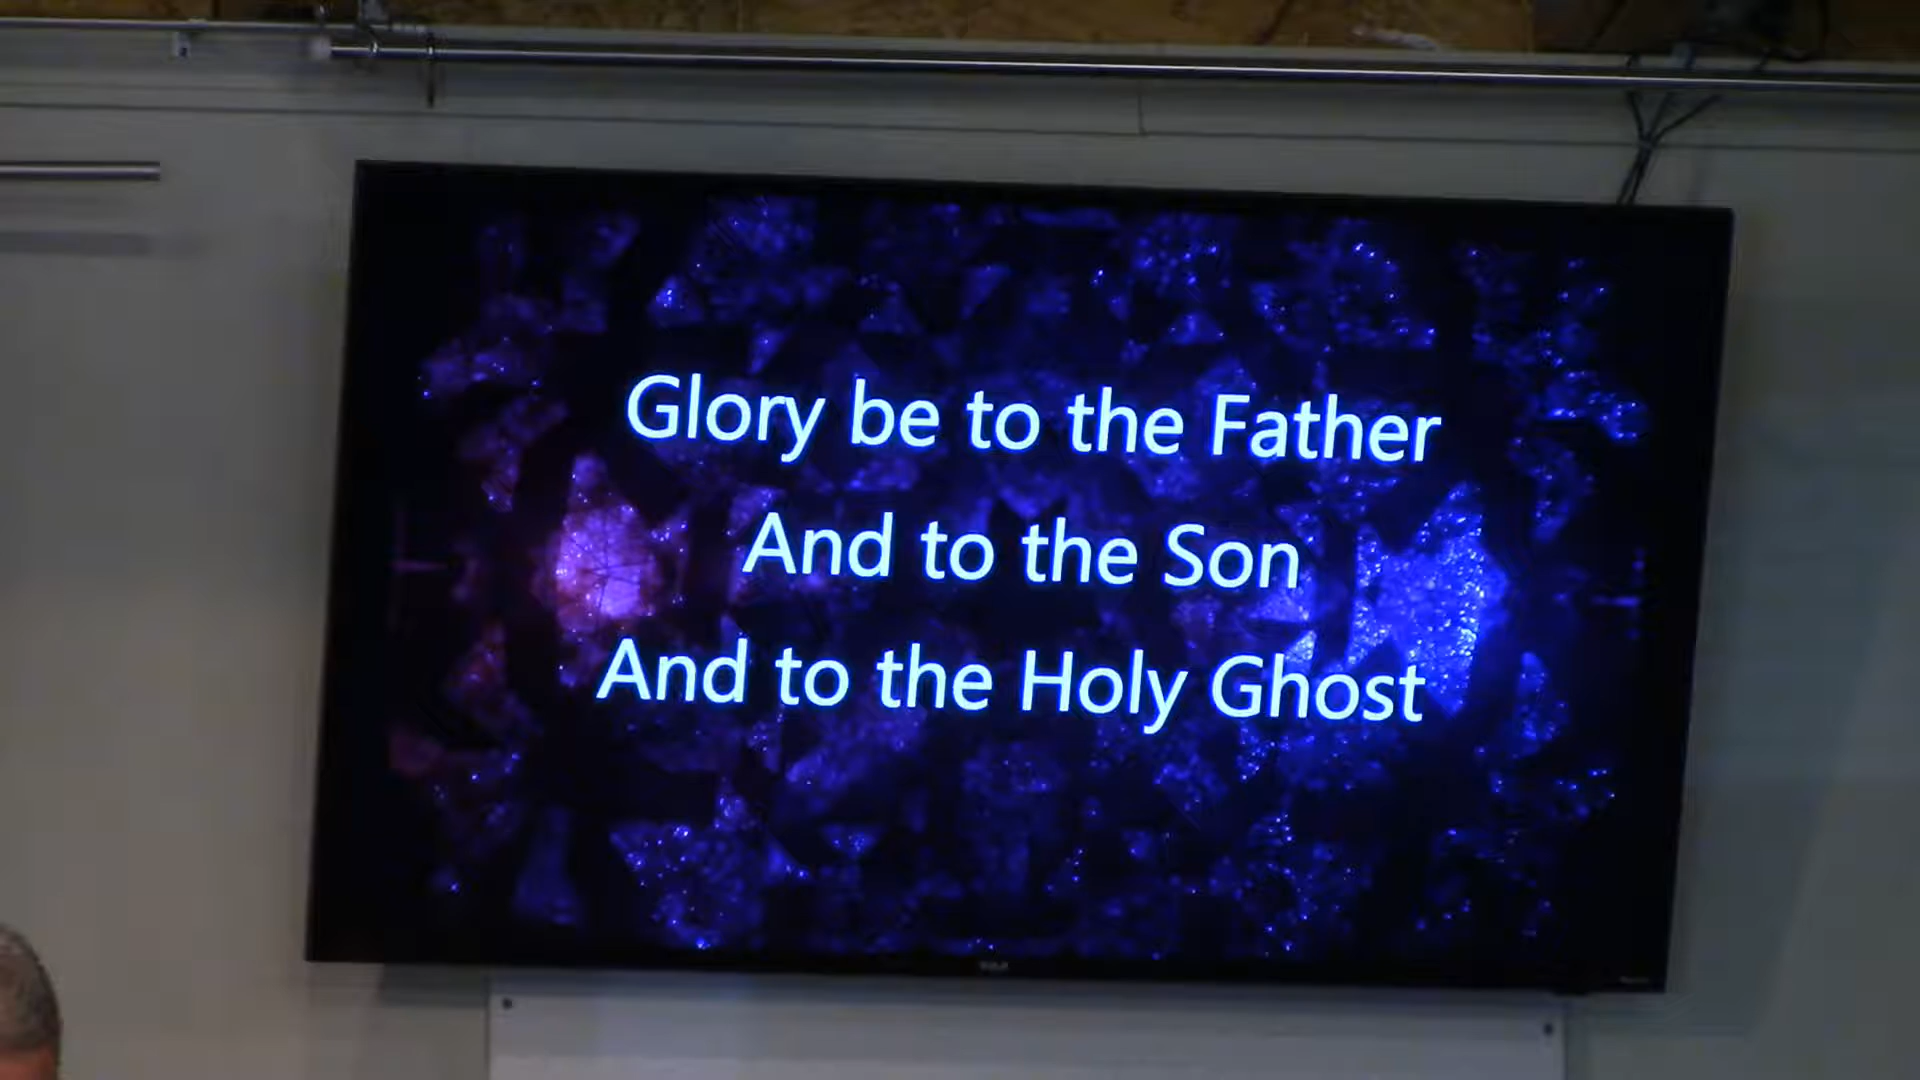 Glory be to the Father
And to the Son
And to the Holy Ghost